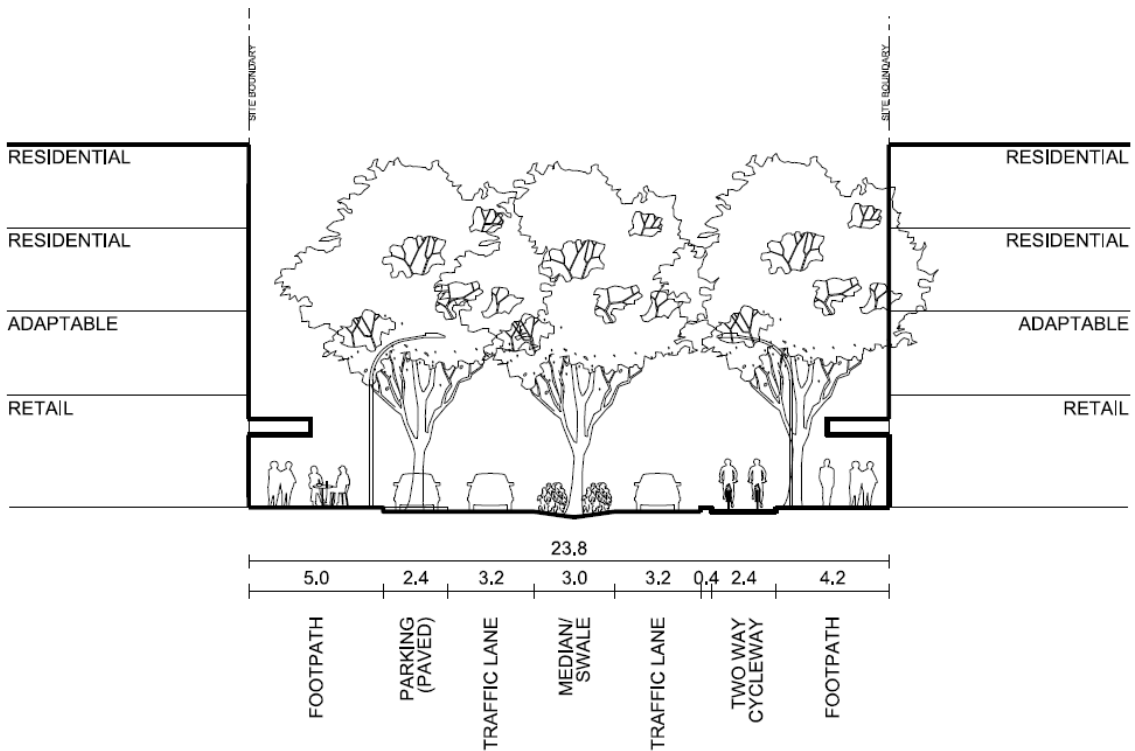 SITE BOUNDARY
SITE BOUNDARY
RESIDENTIAL
RESIDENTIAL
RESIDENTIAL
RESIDENTIAL
ADAPTABLE
ADAPTABLE
RETAIL
RETAIL
23.8
5.0 2.4 3.2 3.0 3.2 0.4 2.4 4.2
FOOTPATH
PARKING
(PAVED)
TRAFFIC LANE
MEDIAN/
SWALE
TRAFFIC LANE
TWO WAY
CYCLEWAY
FOOTPATH